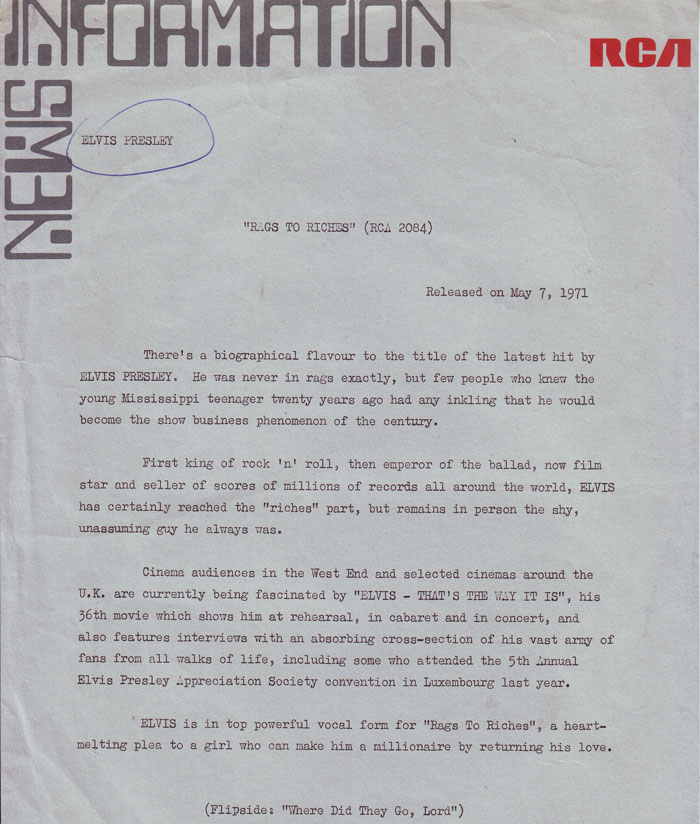 INFORMATION
RCA
NEWS
ELVIS PRESLEY
"RAGS TO RICHES" (RCA 2084)
Released on May 7, 1971
There's a biographical flavour to the title of the latest hit by
ELVIS PRESLEY. He was never in rags exactly, but few people who knew the
young Mississippi teenager twenty years ago had any inkling that he would
become the show business phenomenon of the century.
First king of rock 'n' roll, then emperor of the ballad, now film
star and seller of scores of millions of records all around the world, ELVIS
has certainly reached the "riches" part, but remains in person the shy,
unassuming guy he always was.
Cinema audiences in the West End and selected cinemas around the
U.K. are currently being fascinated by "ELVIS - THAT'S THE WAY IT IS", his
36th movie which shows him at rehearsal, in cabaret and in concert, and
also features interviews with an absorbing cross-section of his vast army of
fans from all walks of life, including some who attended the 5th Annual
Elvis Presley Appreciation Society convention in Luxembourg last year.
ELVIS is in top powerful vocal form for "Rags To Riches", a heart-
melting plea to a girl who can make him a millionaire by returning his love.
(Flipside: "Where Did They Go, Lord")